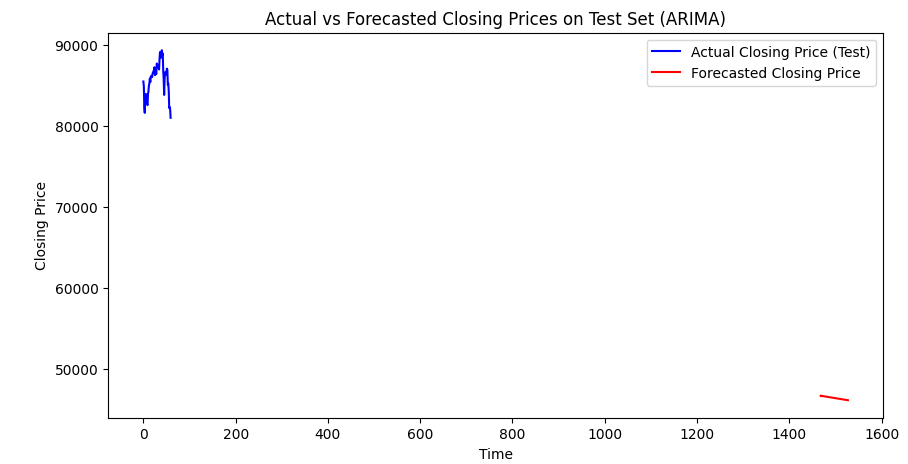 Actual vs Forecasted Closing Prices on Test Set (ARIMA)
Actual Closing Price (Test)
Forecasted Closing Price
Closing Price
90000
80000
70000
60000
50000
0 200 400 600 800 1000 1200 1400 1600
Time